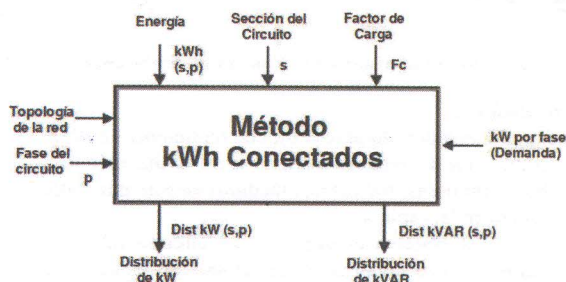 Energía
kWh
(s,p)
Sección del
Circuito
s
Factor de
Carga
Fc
Topología
de la red
Fase del
circuito
p
Método
kWh Conectados
kW por fase
(Demanda)
Dist kW (s,p)
Distribución
de kW
Dist kVAR (s,p)
Distribución
de kVAR